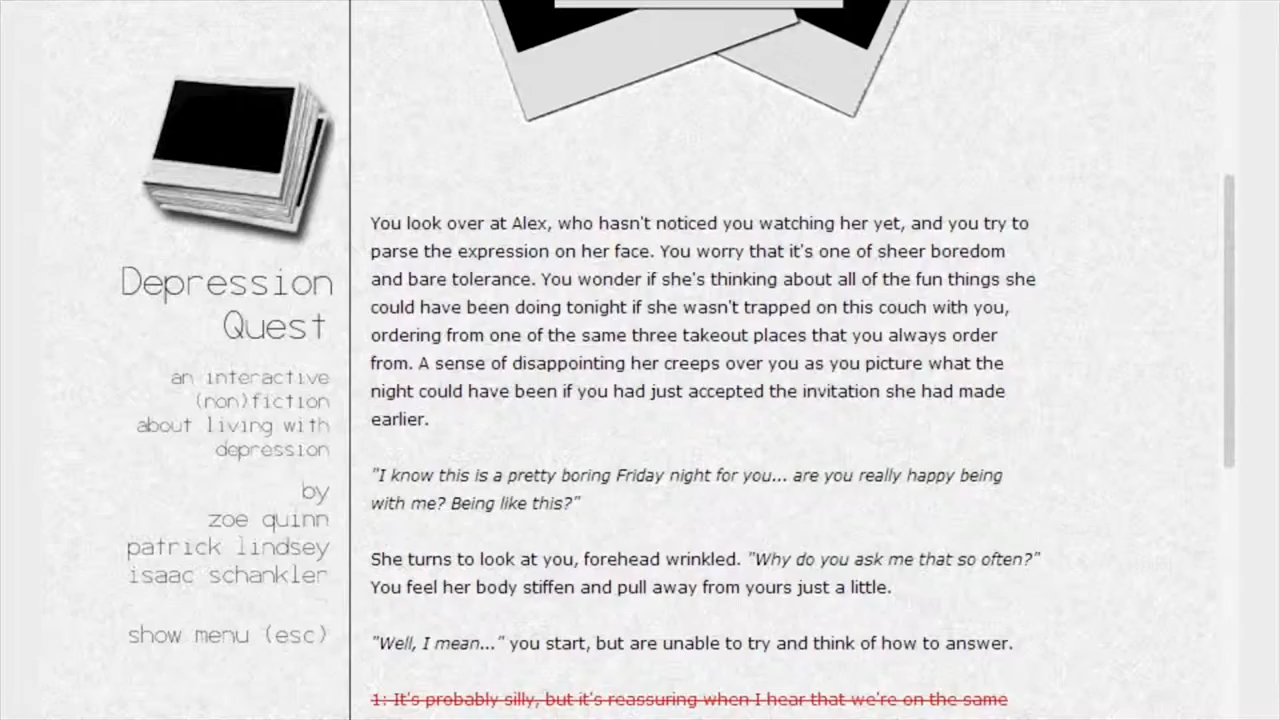 Depression
Quest
an interactive
(non)fiction
about living with
depression
by
zoe quinn
patrick lindsey
isaac schankler
show menu (esc)
You look over at Alex, who hasn't noticed you watching her yet, and you try to
parse the expression on her face. You worry that it's one of sheer boredom
and bare tolerance. You wonder if she's thinking about all of the fun things she
could have been doing tonight if she wasn't trapped on this couch with you,
ordering from one of the same three takeout places that you always order
from. A sense of disappointing her creeps over you as you picture what the
night could have been if you had just accepted the invitation she had made
earlier.
"I know this is a pretty boring Friday night for you... are you really happy being
with me? Being like this?"
She turns to look at you, forehead wrinkled. "Why do you ask me that so often?"
You feel her body stiffen and pull away from yours just a little.
"Well, I mean..." you start, but are unable to try and think of how to answer.
1: It's probably silly, but it's reassuring when I hear that we're on the same